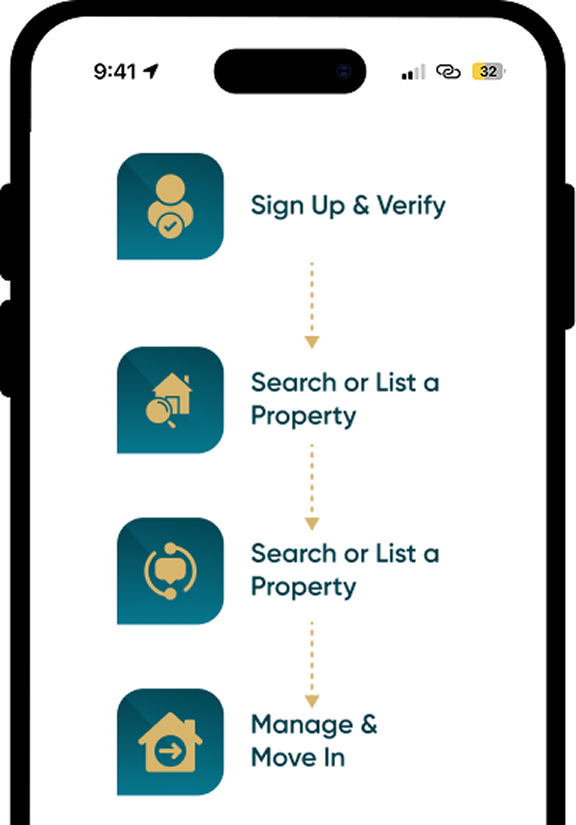 9:41
32
Sign Up & Verify
Search or List a
Property
Search or List a
Property
Manage &
Move In